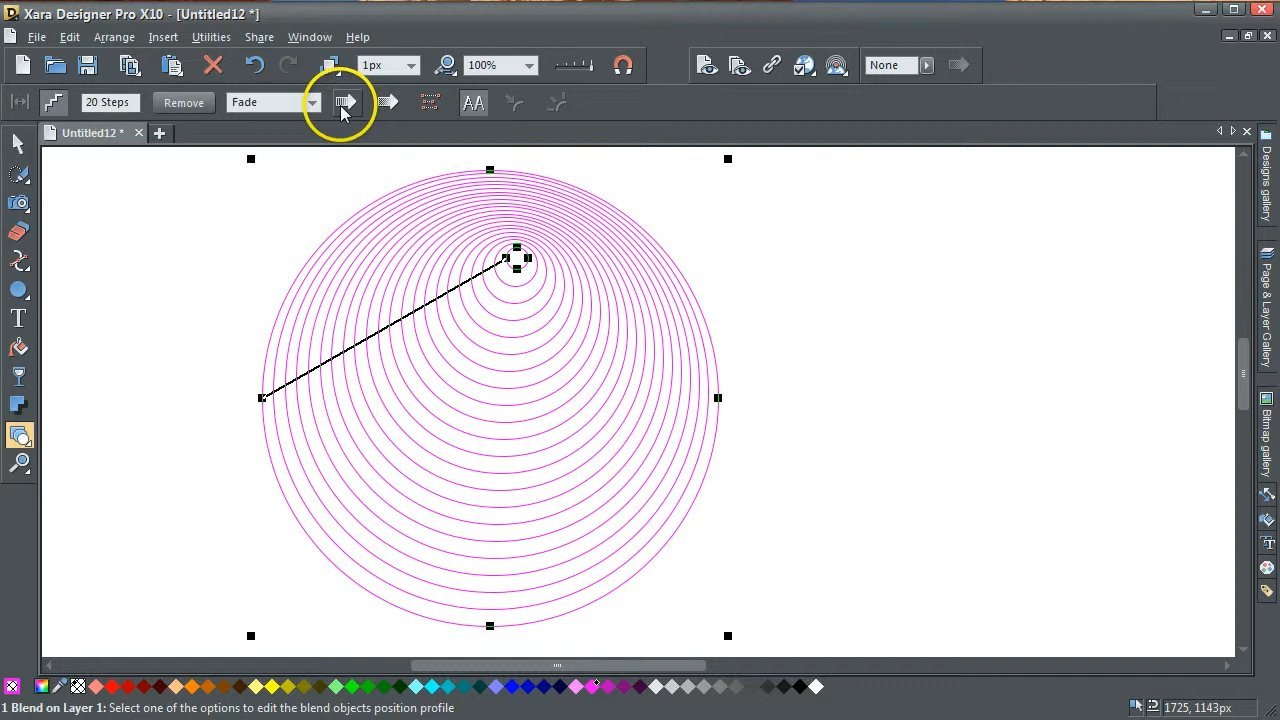 Xara Designer Pro X10 - [Untitled12 *]
File Edit Arrange Insert Utilities Share Window Help
1px 100% None
20 Steps Remove Fade AA
Untitled12 *
Designs gallery
Page & Layer Gallery
Bitmap gallery
1 Blend on Layer 1: Select one of the options to edit the blend objects position profile
1725, 1143px